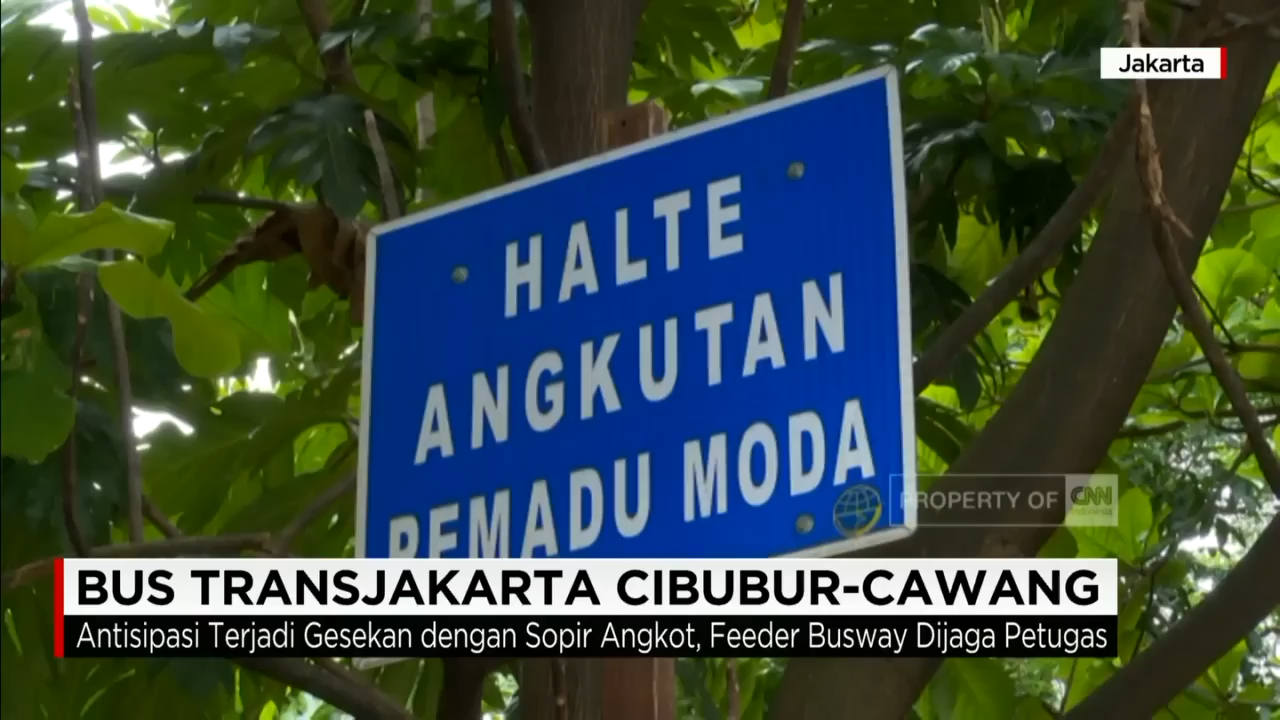 Jakarta
HALTE
ANGKUTAN
PEMADU MODA
PROPERTY OF CNN
Indonesia
BUS TRANSJAKARTA CIBUBUR-CAWANG
Antisipasi Terjadi Gesekan dengan Sopir Angkot, Feeder Busway Dijaga Petugas